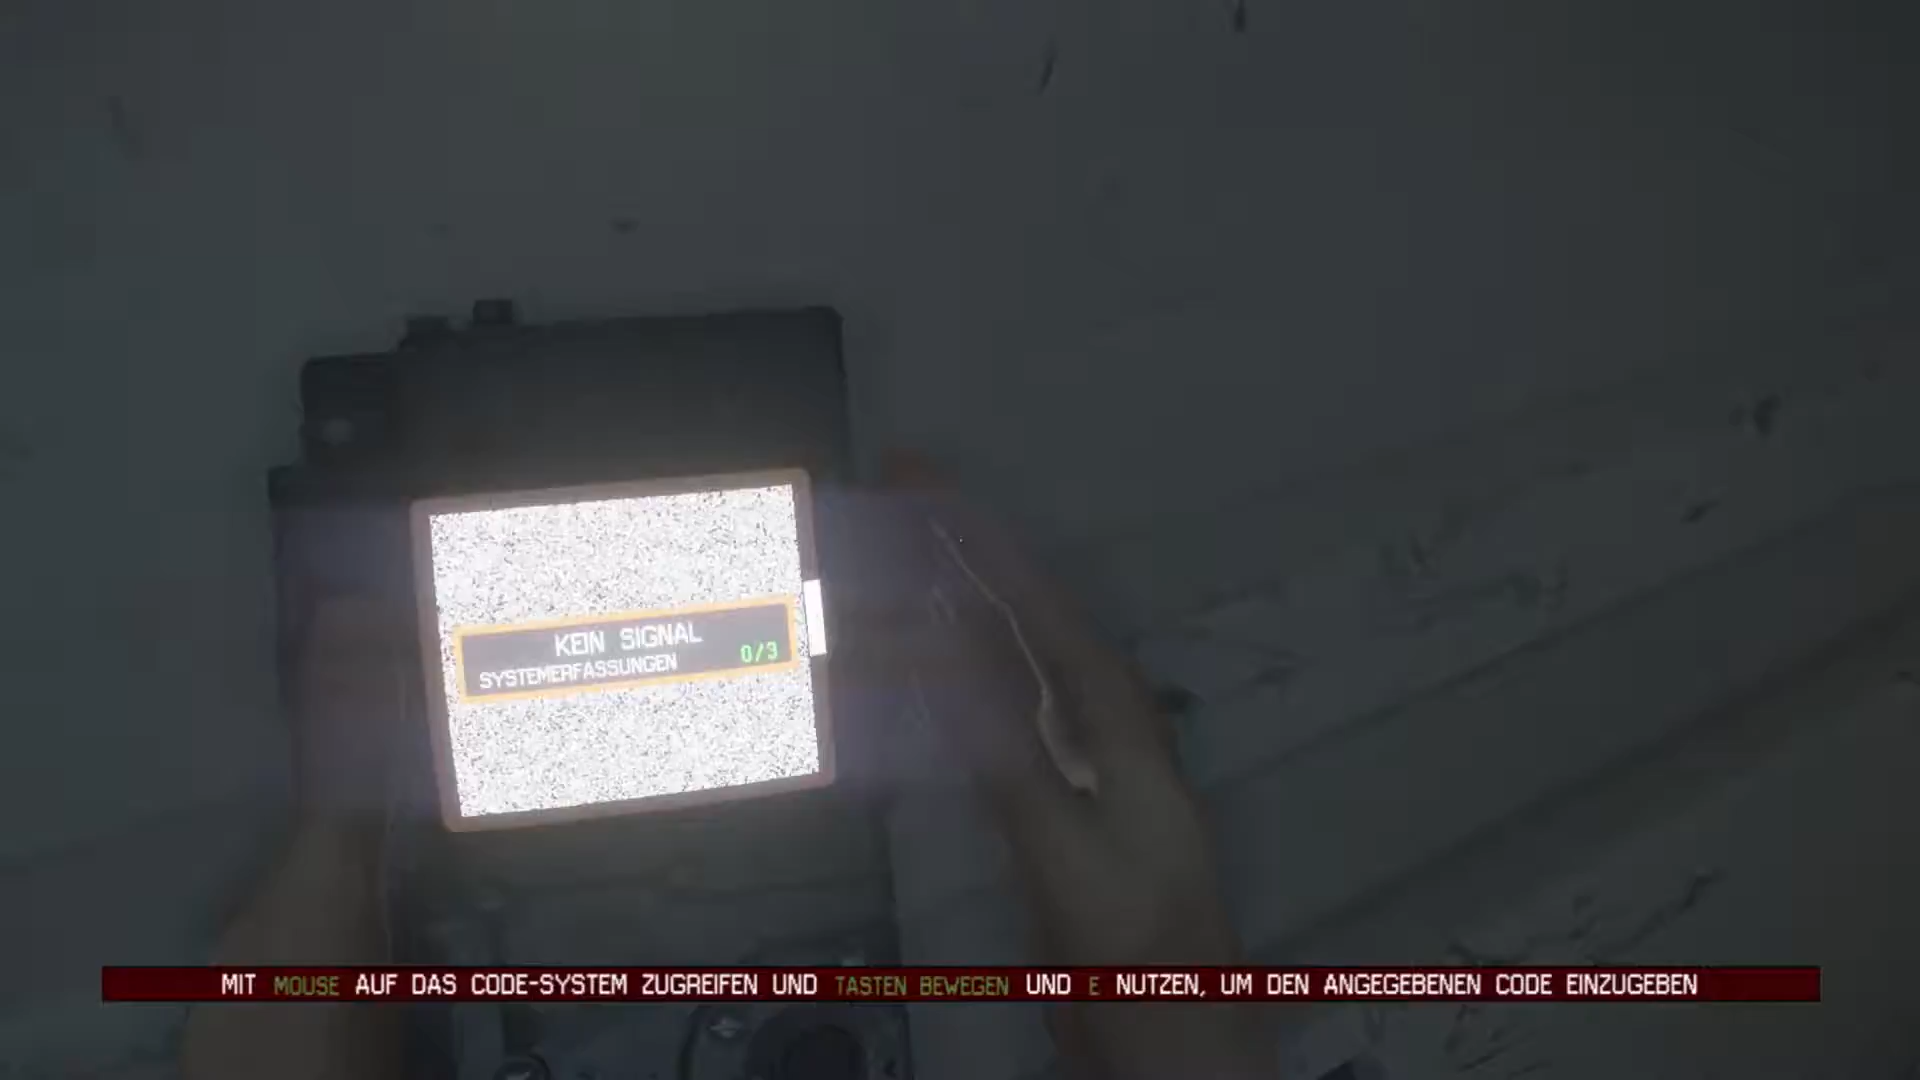 KEIN SIGNAL
SYSTEMERFASSUNGEN 0/3
MIT MOUSE AUF DAS CODE-SYSTEM ZUGREIFEN UND TASTEN BEWEGEN UND E NUTZEN, UM DEN ANGEGEBENEN CODE EINZUGEBEN